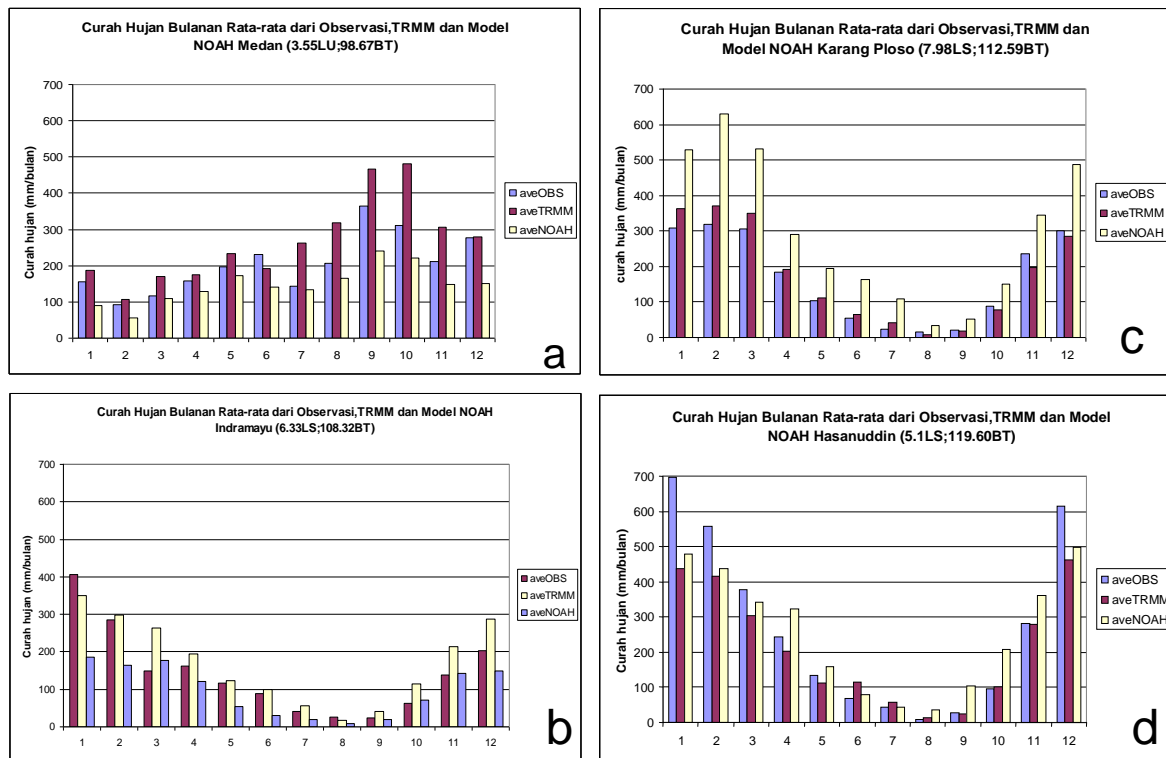 Curah Hujan Bulanan Rata-rata dari Observasi,TRMM dan Model
NOAH Medan (3.55LU;98.67BT)
Curah hujan (mm/bulan)
700
600
500
400
300
200
100
0
1 2 3 4 5 6 7 8 9 10 11 12
aveOBS
aveTRMM
aveNOAH
a
Curah Hujan Bulanan Rata-rata dari Observasi,TRMM dan Model NOAH
Indramayu (6.33LS;108.32BT)
Curah hujan (mm/bulan)
700
600
500
400
300
200
100
0
1 2 3 4 5 6 7 8 9 10 11 12
aveOBS
aveTRMM
aveNOAH
b
Curah Hujan Bulanan Rata-rata dari Observasi,TRMM dan
Model NOAH Karang Ploso (7.98LS;112.59BT)
curah hujan (mm/bulan)
700
600
500
400
300
200
100
0
1 2 3 4 5 6 7 8 9 10 11 12
aveOBS
aveTRMM
aveNOAH
c
Curah Hujan Bulanan Rata-rata dari Observasi,TRMM dan Model
NOAH Hasanuddin (5.1LS;119.60BT)
Curah hujan (mm/bulan)
700
600
500
400
300
200
100
0
1 2 3 4 5 6 7 8 9 10 11 12
aveOBS
aveTRMM
aveNOAH
d